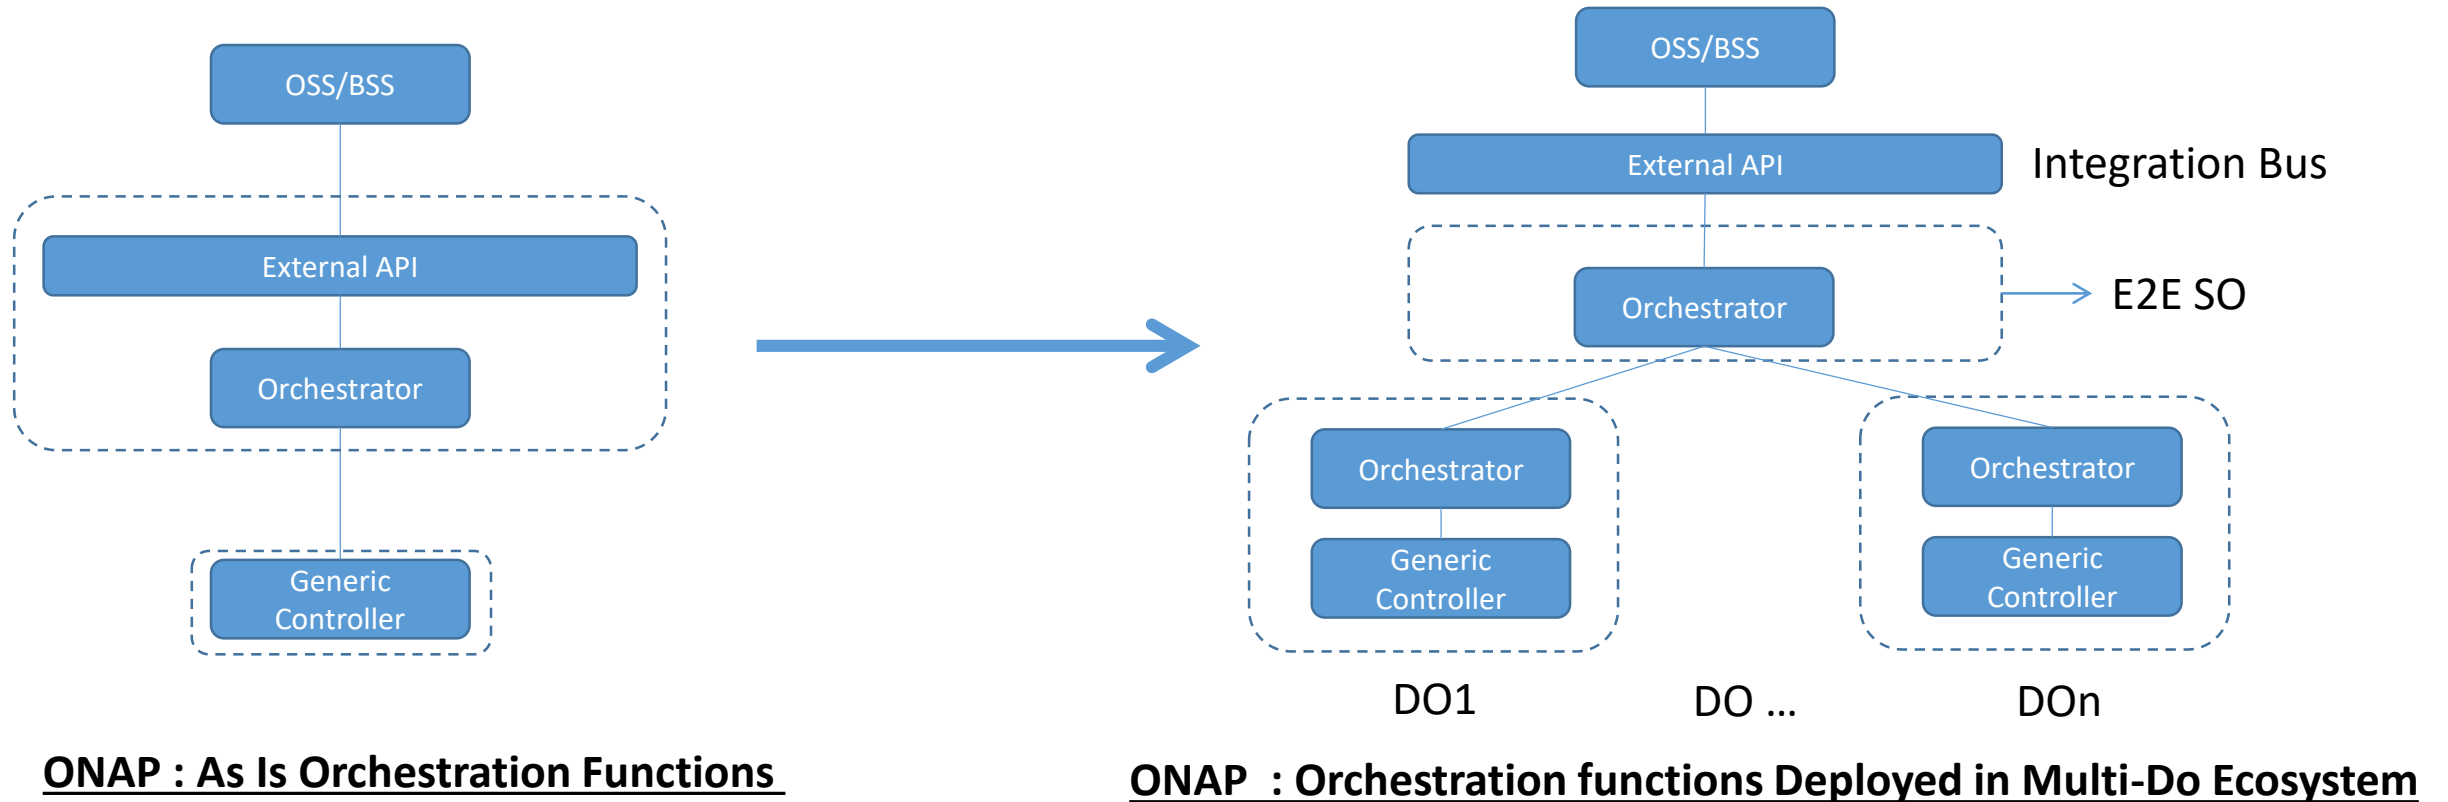 OSS/BSS
External API
Orchestrator
Generic
Controller
ONAP : As Is Orchestration Functions
OSS/BSS
External API
Integration Bus
Orchestrator
E2E SO
Orchestrator
Generic
Controller
Orchestrator
Generic
Controller
DO1
DO ...
DOn
ONAP : Orchestration functions Deployed in Multi-Do Ecosystem